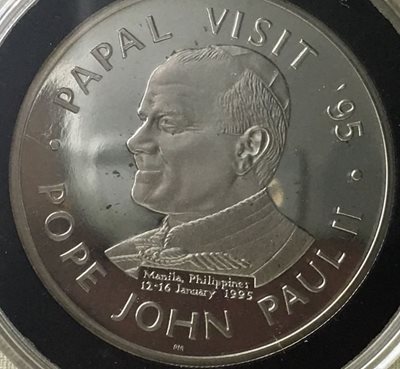 PAPAL VISIT '95
POPE JOHN PAUL II
Manila, Philippines
12-16 January 1995